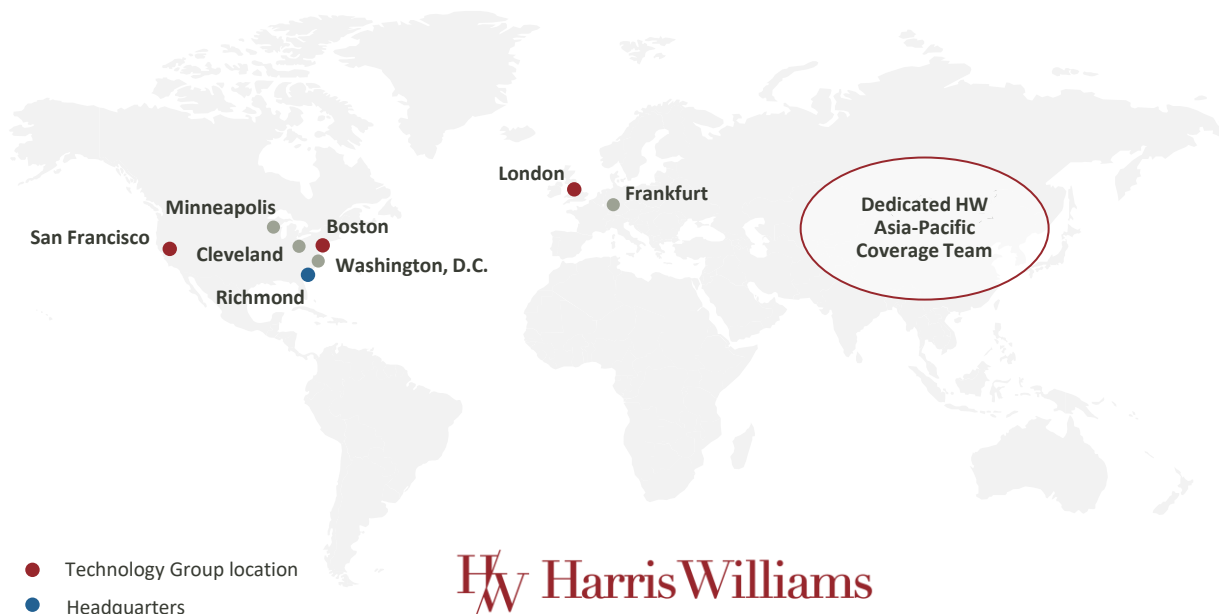 London
Frankfurt
Minneapolis
San Francisco
Boston
Cleveland
Washington, D.C.
Richmond
Dedicated HW
Asia-Pacific
Coverage Team
Technology Group location
Headquarters
HW Harris Williams